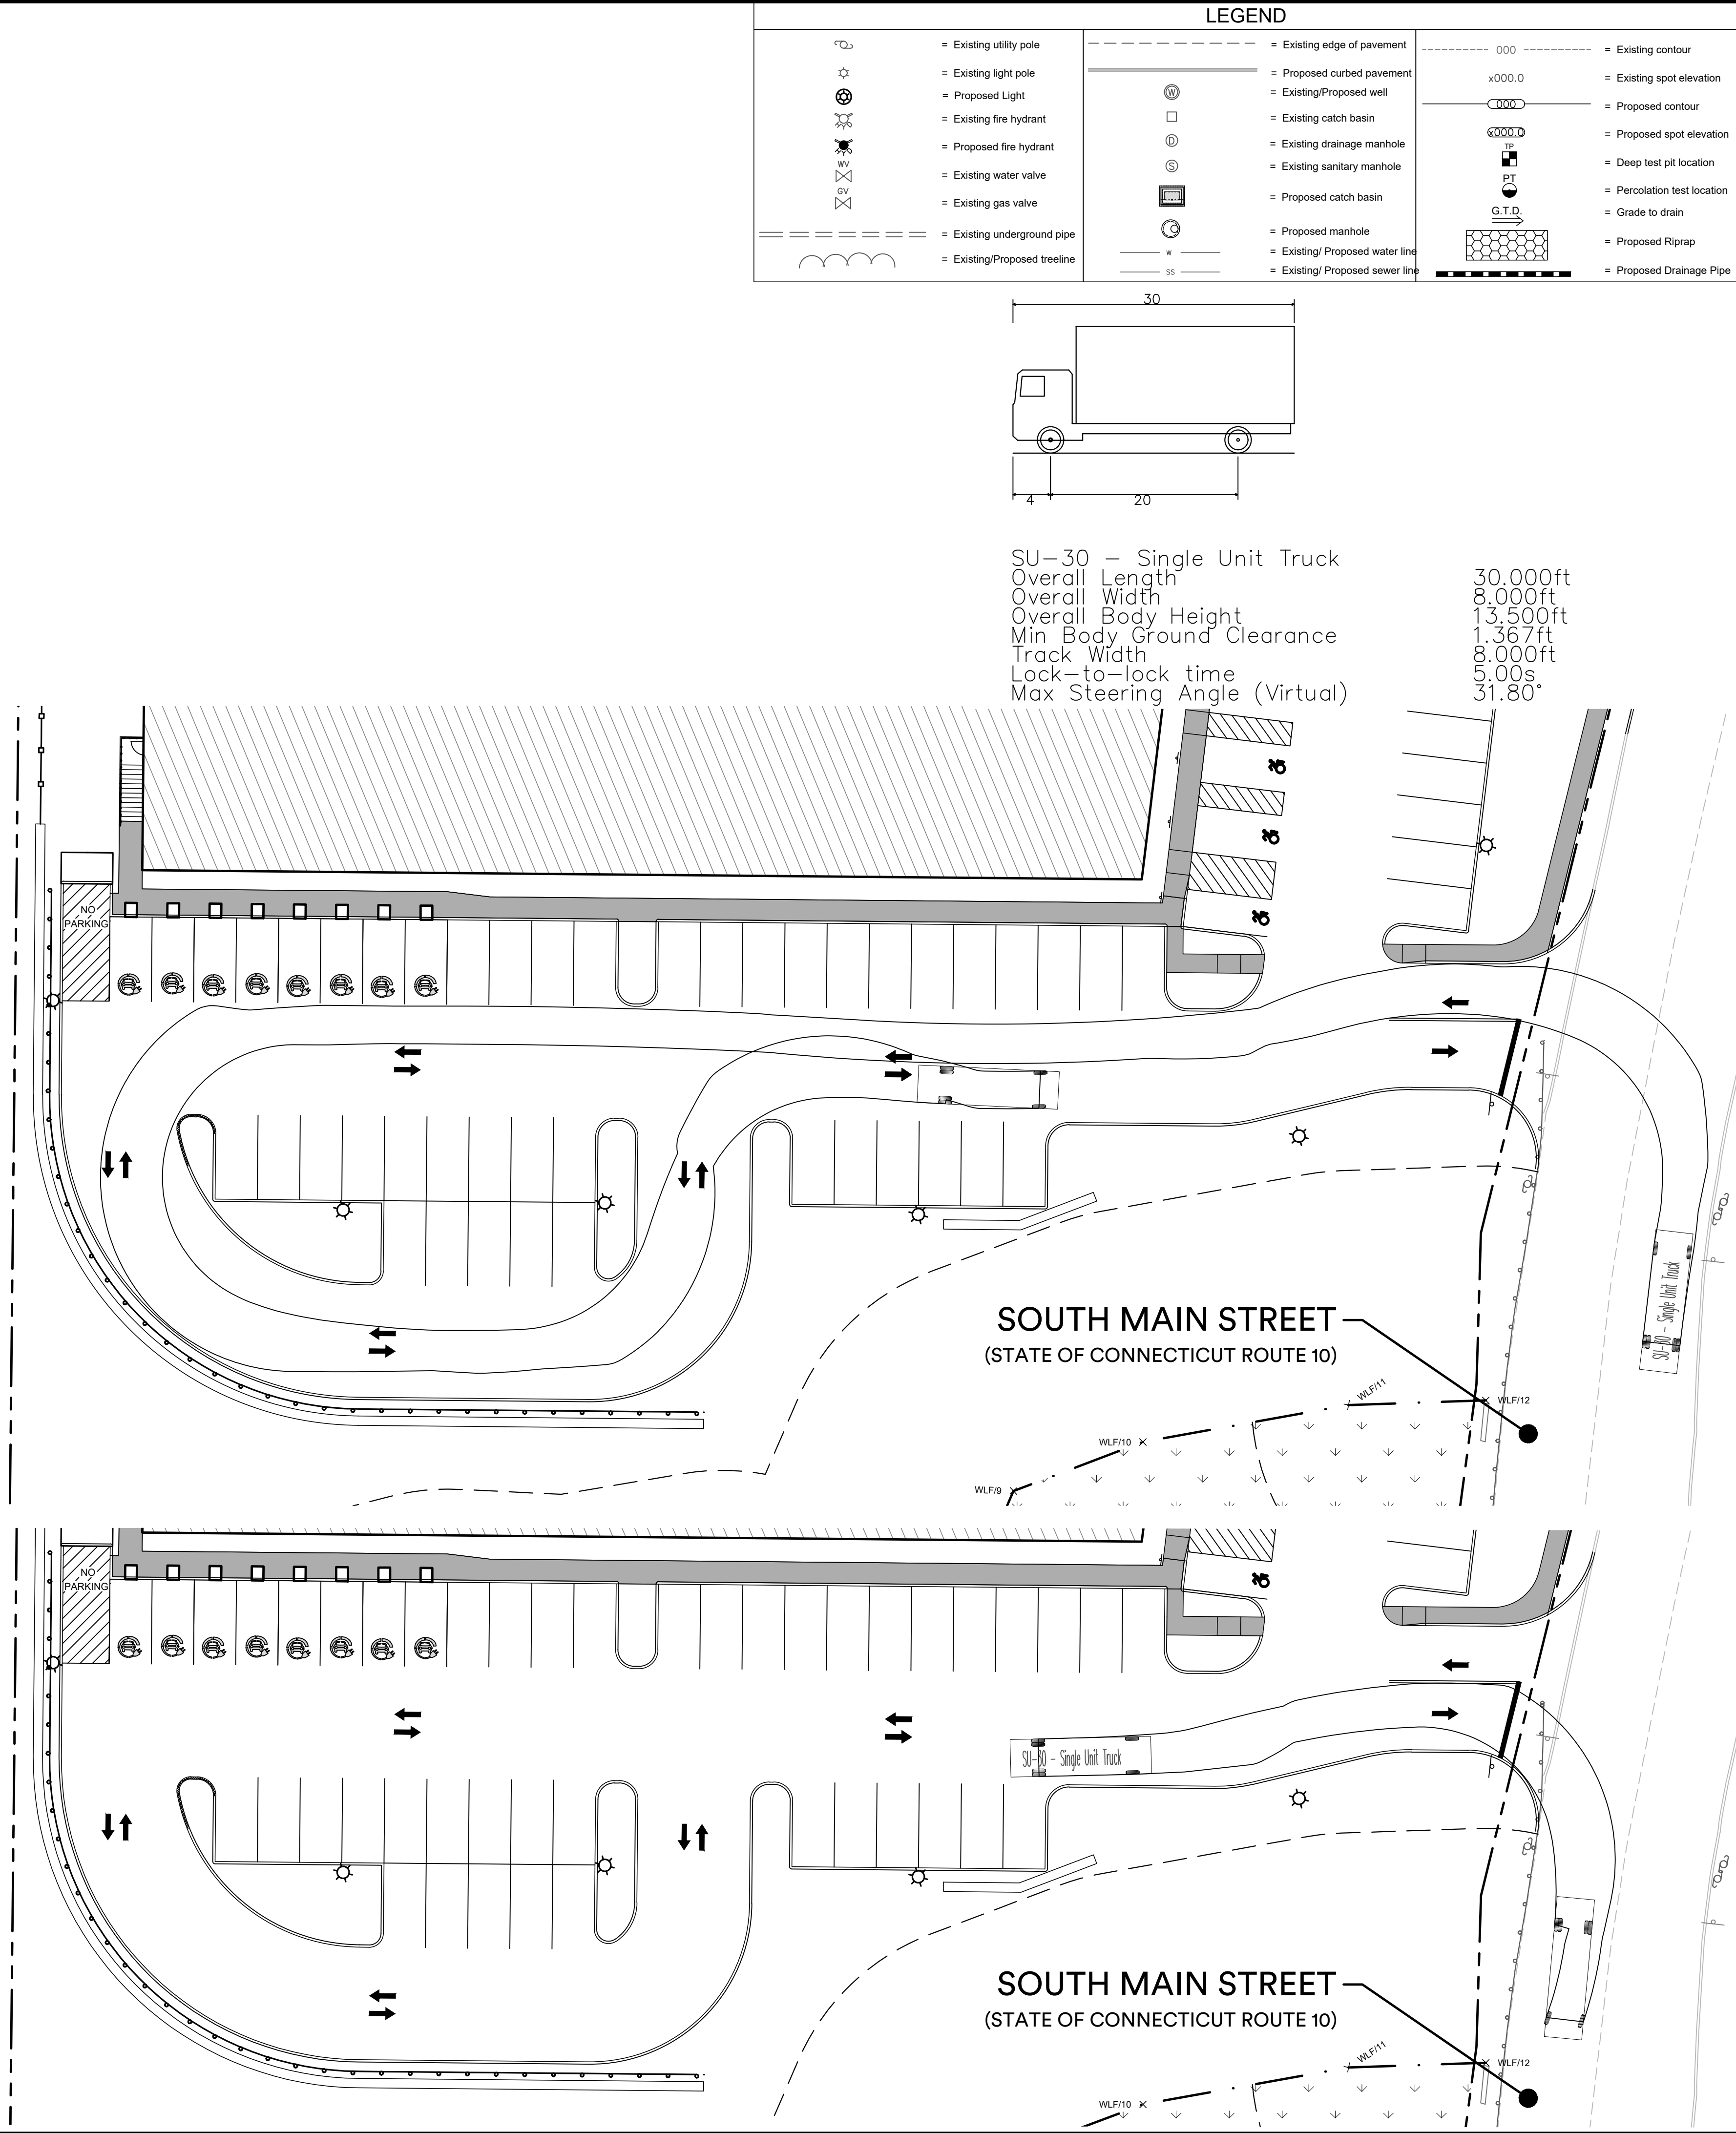 LEGEND
= Existing utility pole
= Existing light pole
= Proposed Light
= Existing fire hydrant
= Proposed fire hydrant
WV
= Existing water valve
GV
= Existing gas valve
= Existing underground pipe
= Existing/Proposed treeline
= Existing edge of pavement
= Proposed curbed pavement
W = Existing/Proposed well
= Existing catch basin
D = Existing drainage manhole
S = Existing sanitary manhole
= Proposed catch basin
= Proposed manhole
W = Existing/ Proposed water line
SS = Existing/ Proposed sewer line
000 = Existing contour
x000.0 = Existing spot elevation
000 = Proposed contour
x000.0 = Proposed spot elevation
TP
= Deep test pit location
PT
= Percolation test location
G.T.D.
= Grade to drain
= Proposed Riprap
= Proposed Drainage Pipe
30
4 20
SU-30 - Single Unit Truck
Overall Length 30.000ft
Overall Width 8.000ft
Overall Body Height 13.500ft
Min Body Ground Clearance 1.367ft
Track Width 8.000ft
Lock-to-lock time 5.00s
Max Steering Angle (Virtual) 31.80°
NO
PARKING
SU-30 - Single Unit Truck
SOUTH MAIN STREET
(STATE OF CONNECTICUT ROUTE 10)
WLF/11
WLF/12
WLF/10
WLF/9
NO
PARKING
SU-30 - Single Unit Truck
SOUTH MAIN STREET
(STATE OF CONNECTICUT ROUTE 10)
WLF/11
WLF/12
WLF/10